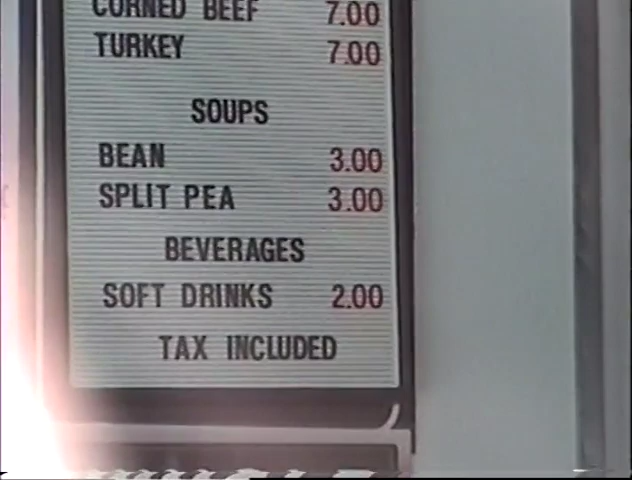 CORNED BEEF 7.00
TURKEY 7.00
SOUPS
BEAN 3.00
SPLIT PEA 3.00
BEVERAGES
SOFT DRINKS 2.00
TAX INCLUDED